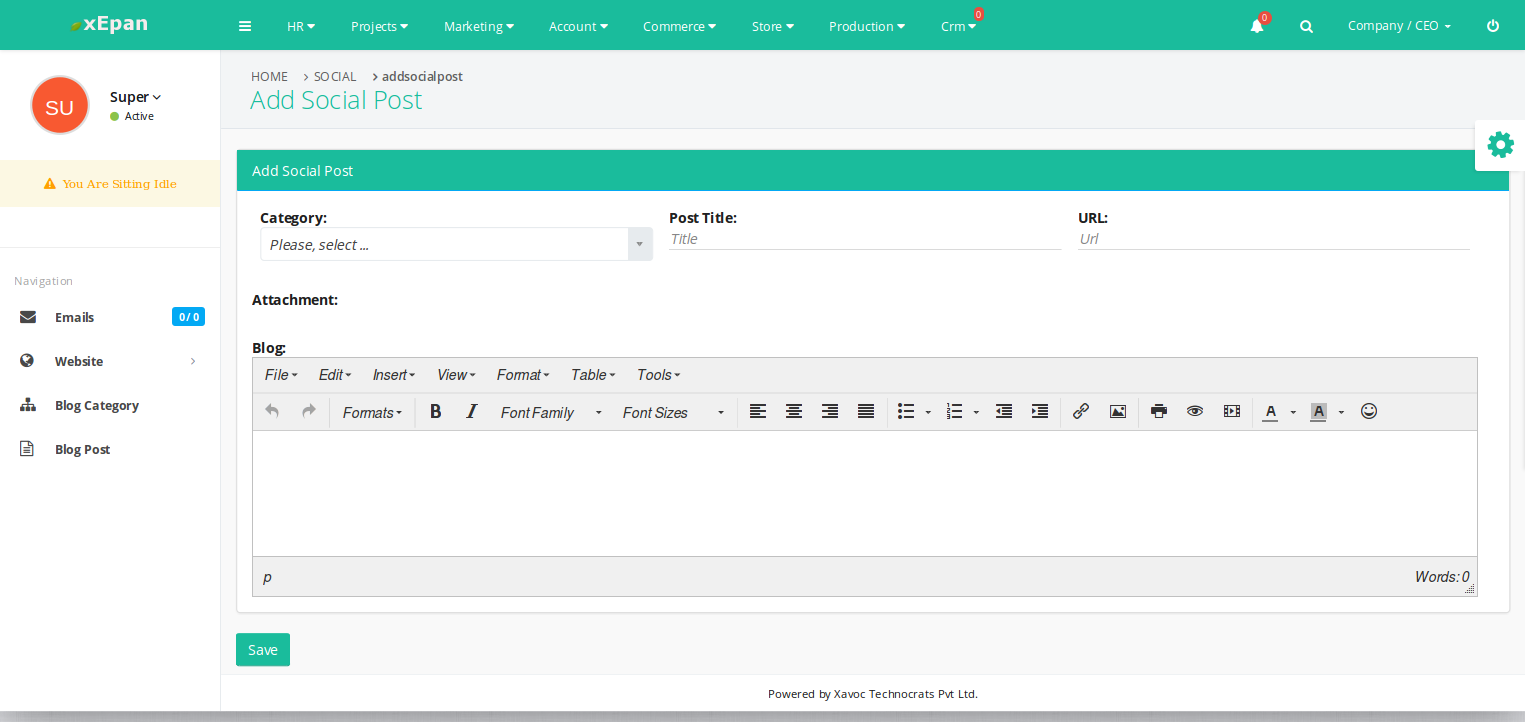 xEpan HR Projects Marketing Account Commerce Store Production Crm 0 0 Company / CEO
HOME > SOCIAL > addsocialpost
Add Social Post
SU
Super
Active
You Are Sitting Idle
Navigation
Emails 0 / 0
Website
Blog Category
Blog Post
Add Social Post
Category: Post Title: URL:
Please, select ... Title Url
Attachment:
Blog:
File Edit Insert View Format Table Tools
Formats B I Font Family Font Sizes A A
p Words: 0
Save
Powered by Xavoc Technocrats Pvt Ltd.